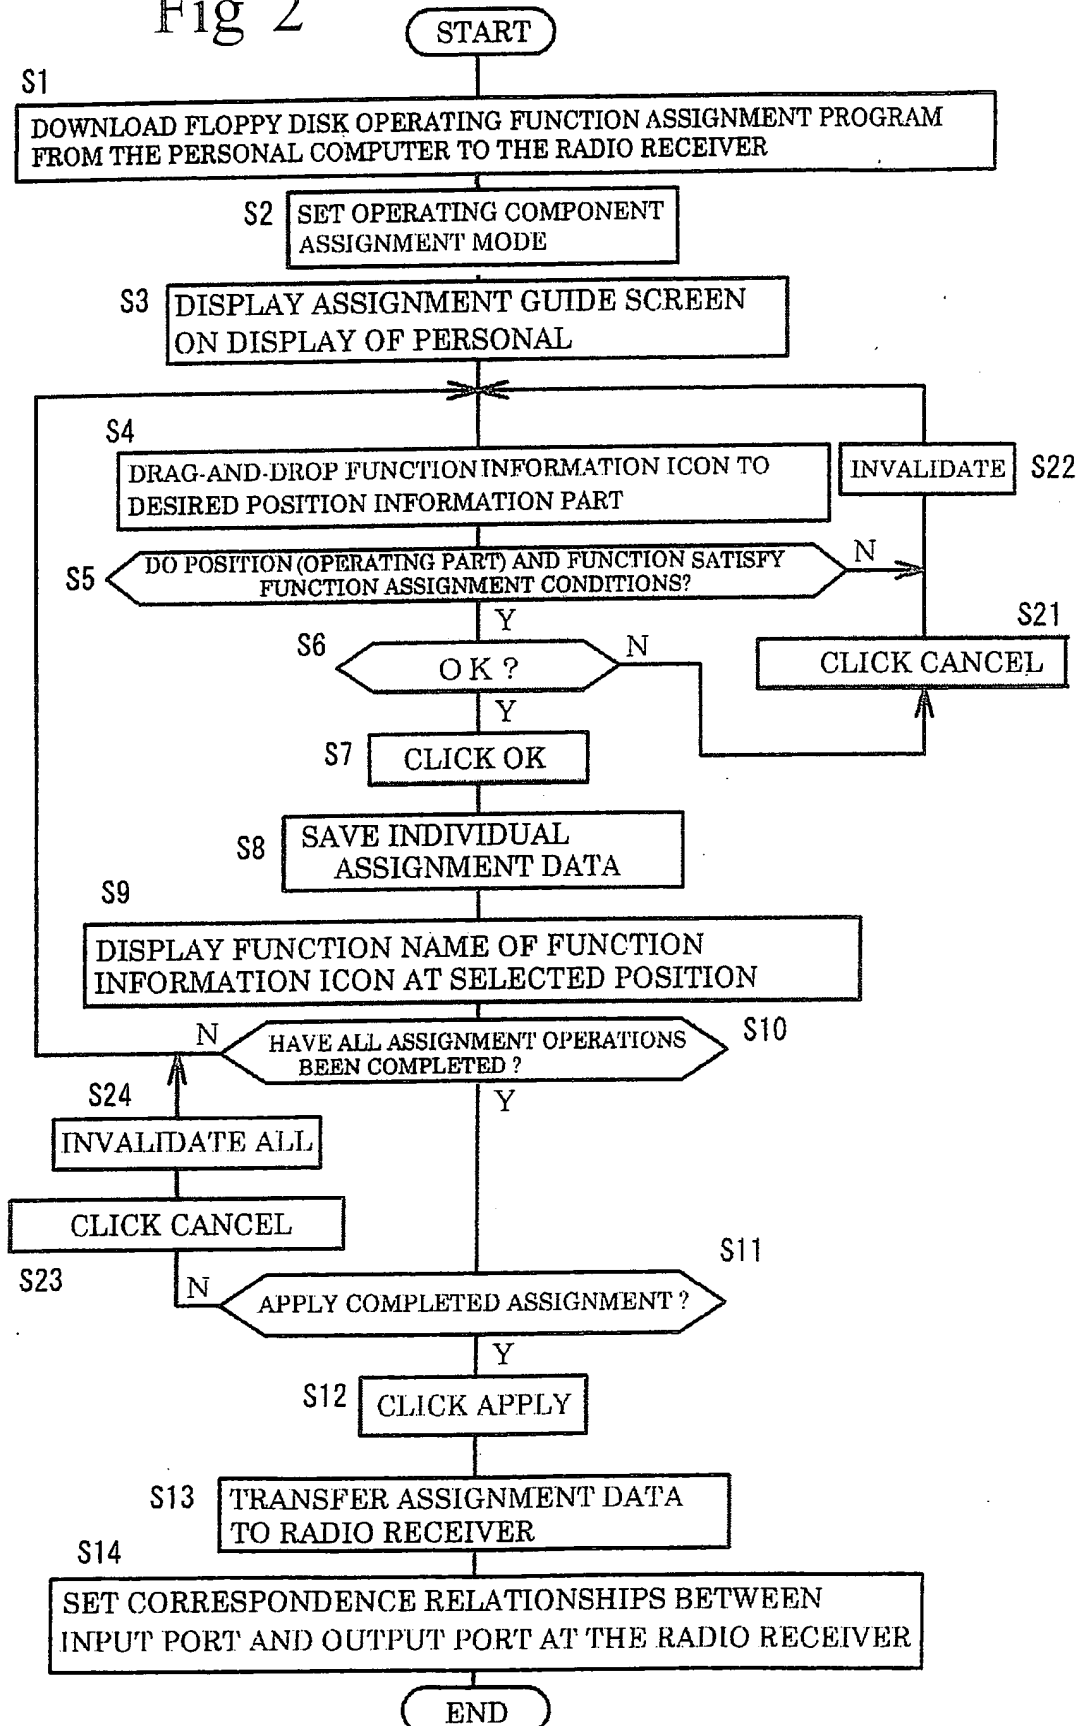 Fig 2
START
S1
DOWNLOAD FLOPPY DISK OPERATING FUNCTION ASSIGNMENT PROGRAM
FROM THE PERSONAL COMPUTER TO THE RADIO RECEIVER
S2
SET OPERATING COMPONENT
ASSIGNMENT MODE
S3
DISPLAY ASSIGNMENT GUIDE SCREEN
ON DISPLAY OF PERSONAL
S4
DRAG-AND-DROP FUNCTION INFORMATION ICON TO
DESIRED POSITION INFORMATION PART
INVALIDATE
S22
S5
DO POSITION (OPERATING PART) AND FUNCTION SATISFY
FUNCTION ASSIGNMENT CONDITIONS?
N
Y
S21
CLICK CANCEL
S6
OK?
N
Y
S7
CLICK OK
S8
SAVE INDIVIDUAL
ASSIGNMENT DATA
S9
DISPLAY FUNCTION NAME OF FUNCTION
INFORMATION ICON AT SELECTED POSITION
N
HAVE ALL ASSIGNMENT OPERATIONS
BEEN COMPLETED?
S10
Y
S24
INVALIDATE ALL
CLICK CANCEL
S23
N
S11
APPLY COMPLETED ASSIGNMENT?
Y
S12
CLICK APPLY
S13
TRANSFER ASSIGNMENT DATA
TO RADIO RECEIVER
S14
SET CORRESPONDENCE RELATIONSHIPS BETWEEN
INPUT PORT AND OUTPUT PORT AT THE RADIO RECEIVER
END